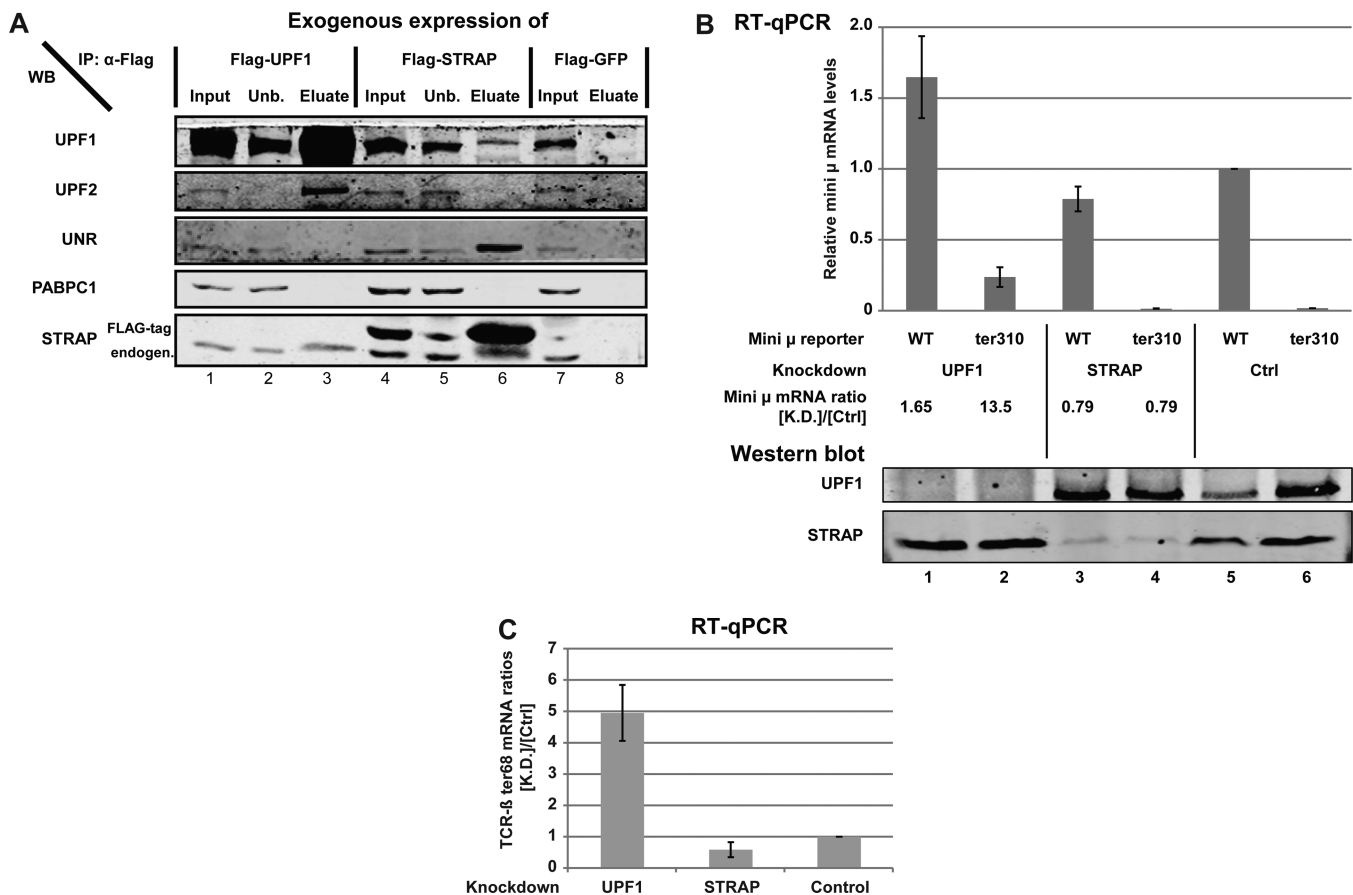 A
Exogenous expression of
IP: α-Flag
WB
Flag-UPF1
Flag-STRAP
Flag-GFP
Input Unb. Eluate Input Unb. Eluate Input Eluate
UPF1
UPF2
UNR
PABPC1
STRAP FLAG-tag
endogen.
1 2 3 4 5 6 7 8
B
RT-qPCR
Relative mini µ mRNA levels
2.0
1.5
1.0
0.5
0
Mini µ reporter WT ter310 WT ter310 WT ter310
Knockdown UPF1 STRAP Ctrl
Mini µ mRNA ratio
[K.D.]/[Ctrl]
1.65 13.5 0.79 0.79
Western blot
UPF1
STRAP
1 2 3 4 5 6
C
RT-qPCR
TCR-ß ter68 mRNA ratios
[K.D.]/[Ctrl]
7
6
5
4
3
2
1
0
Knockdown UPF1 STRAP Control